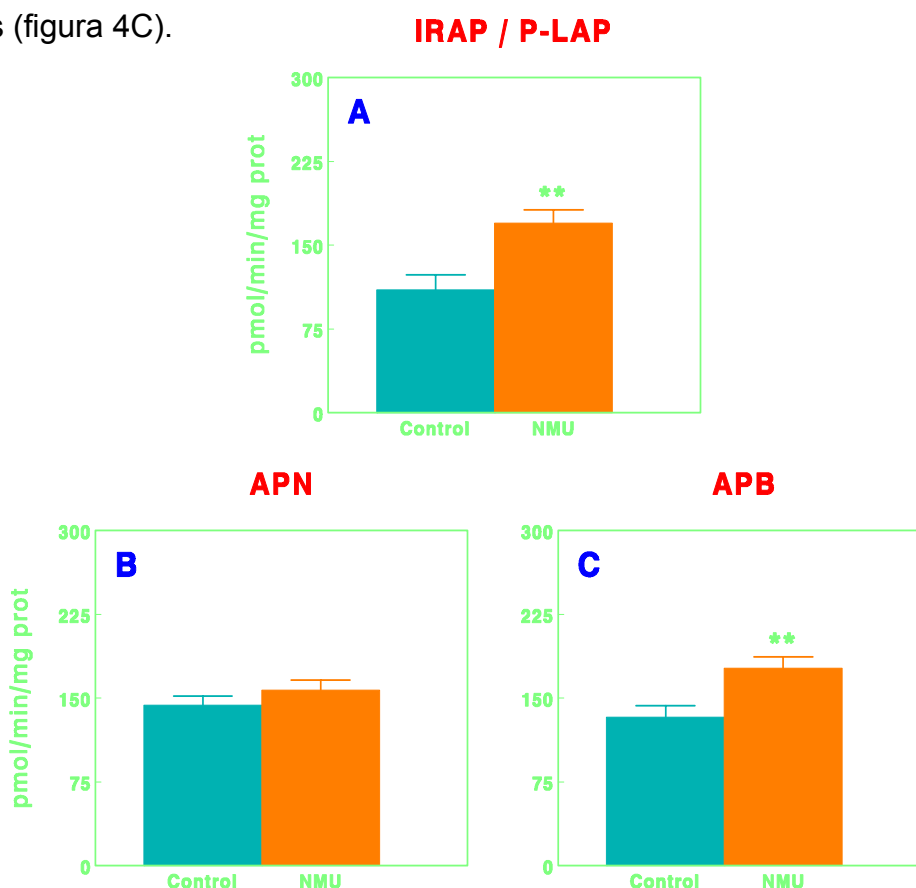 s (figura 4C).
IRAP / P-LAP
300
A
225
pmol/min/mg prot
**
150
75
0
Control NMU
APN
300
B
225
pmol/min/mg prot
150
75
0
Control NMU
APB
300
C
225
**
150
75
0
Control NMU